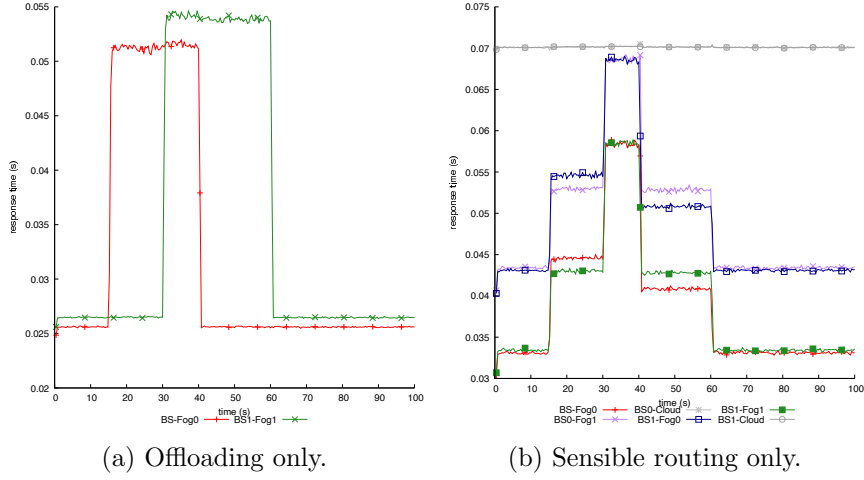 0.055
0.05
0.045
0.04
0.035
0.03
0.025
0.02
response time (s)
0 10 20 30 40 50 60 70 80 90 100
time (s)
BS-Fog0 BS1-Fog1
(a) Offloading only.
0.075
0.07
0.065
0.06
0.055
0.05
0.045
0.04
0.035
0.03
response time (s)
0 10 20 30 40 50 60 70 80 90 100
time (s)
BS-Fog0 BS0-Cloud BS1-Fog1
BS0-Fog1 BS1-Fog0 BS1-Cloud
(b) Sensible routing only.